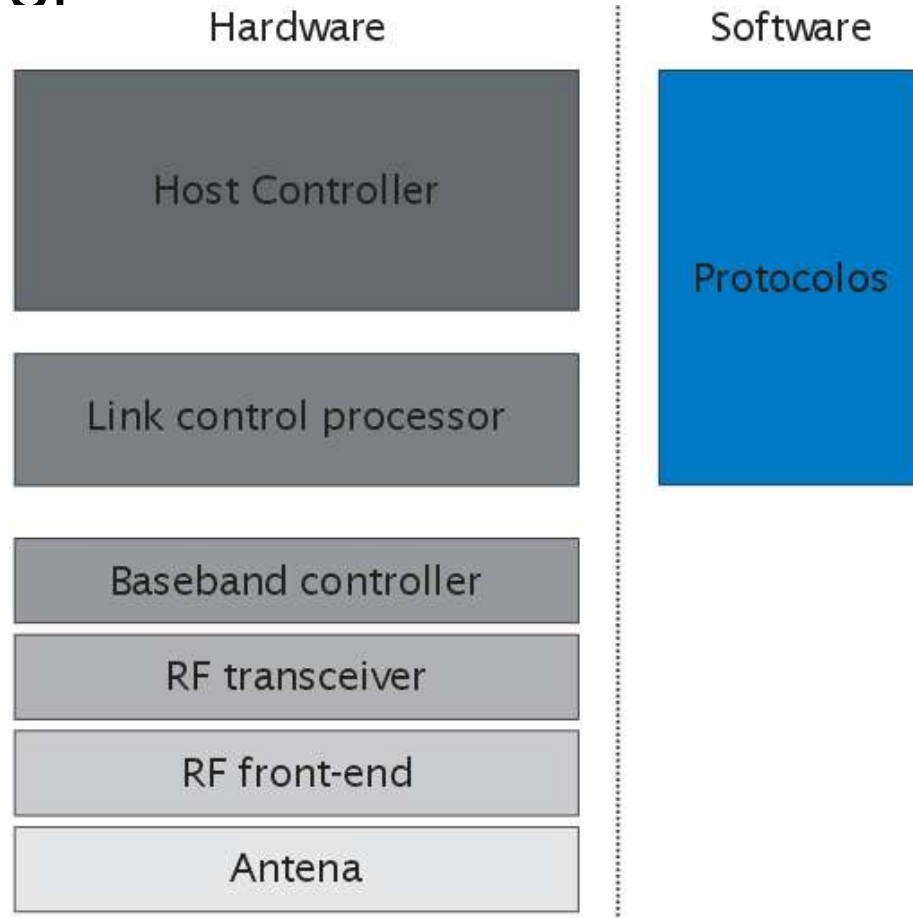 Hardware
Software
Host Controller
Protocolos
Link control processor
Baseband controller
RF transceiver
RF front-end
Antena